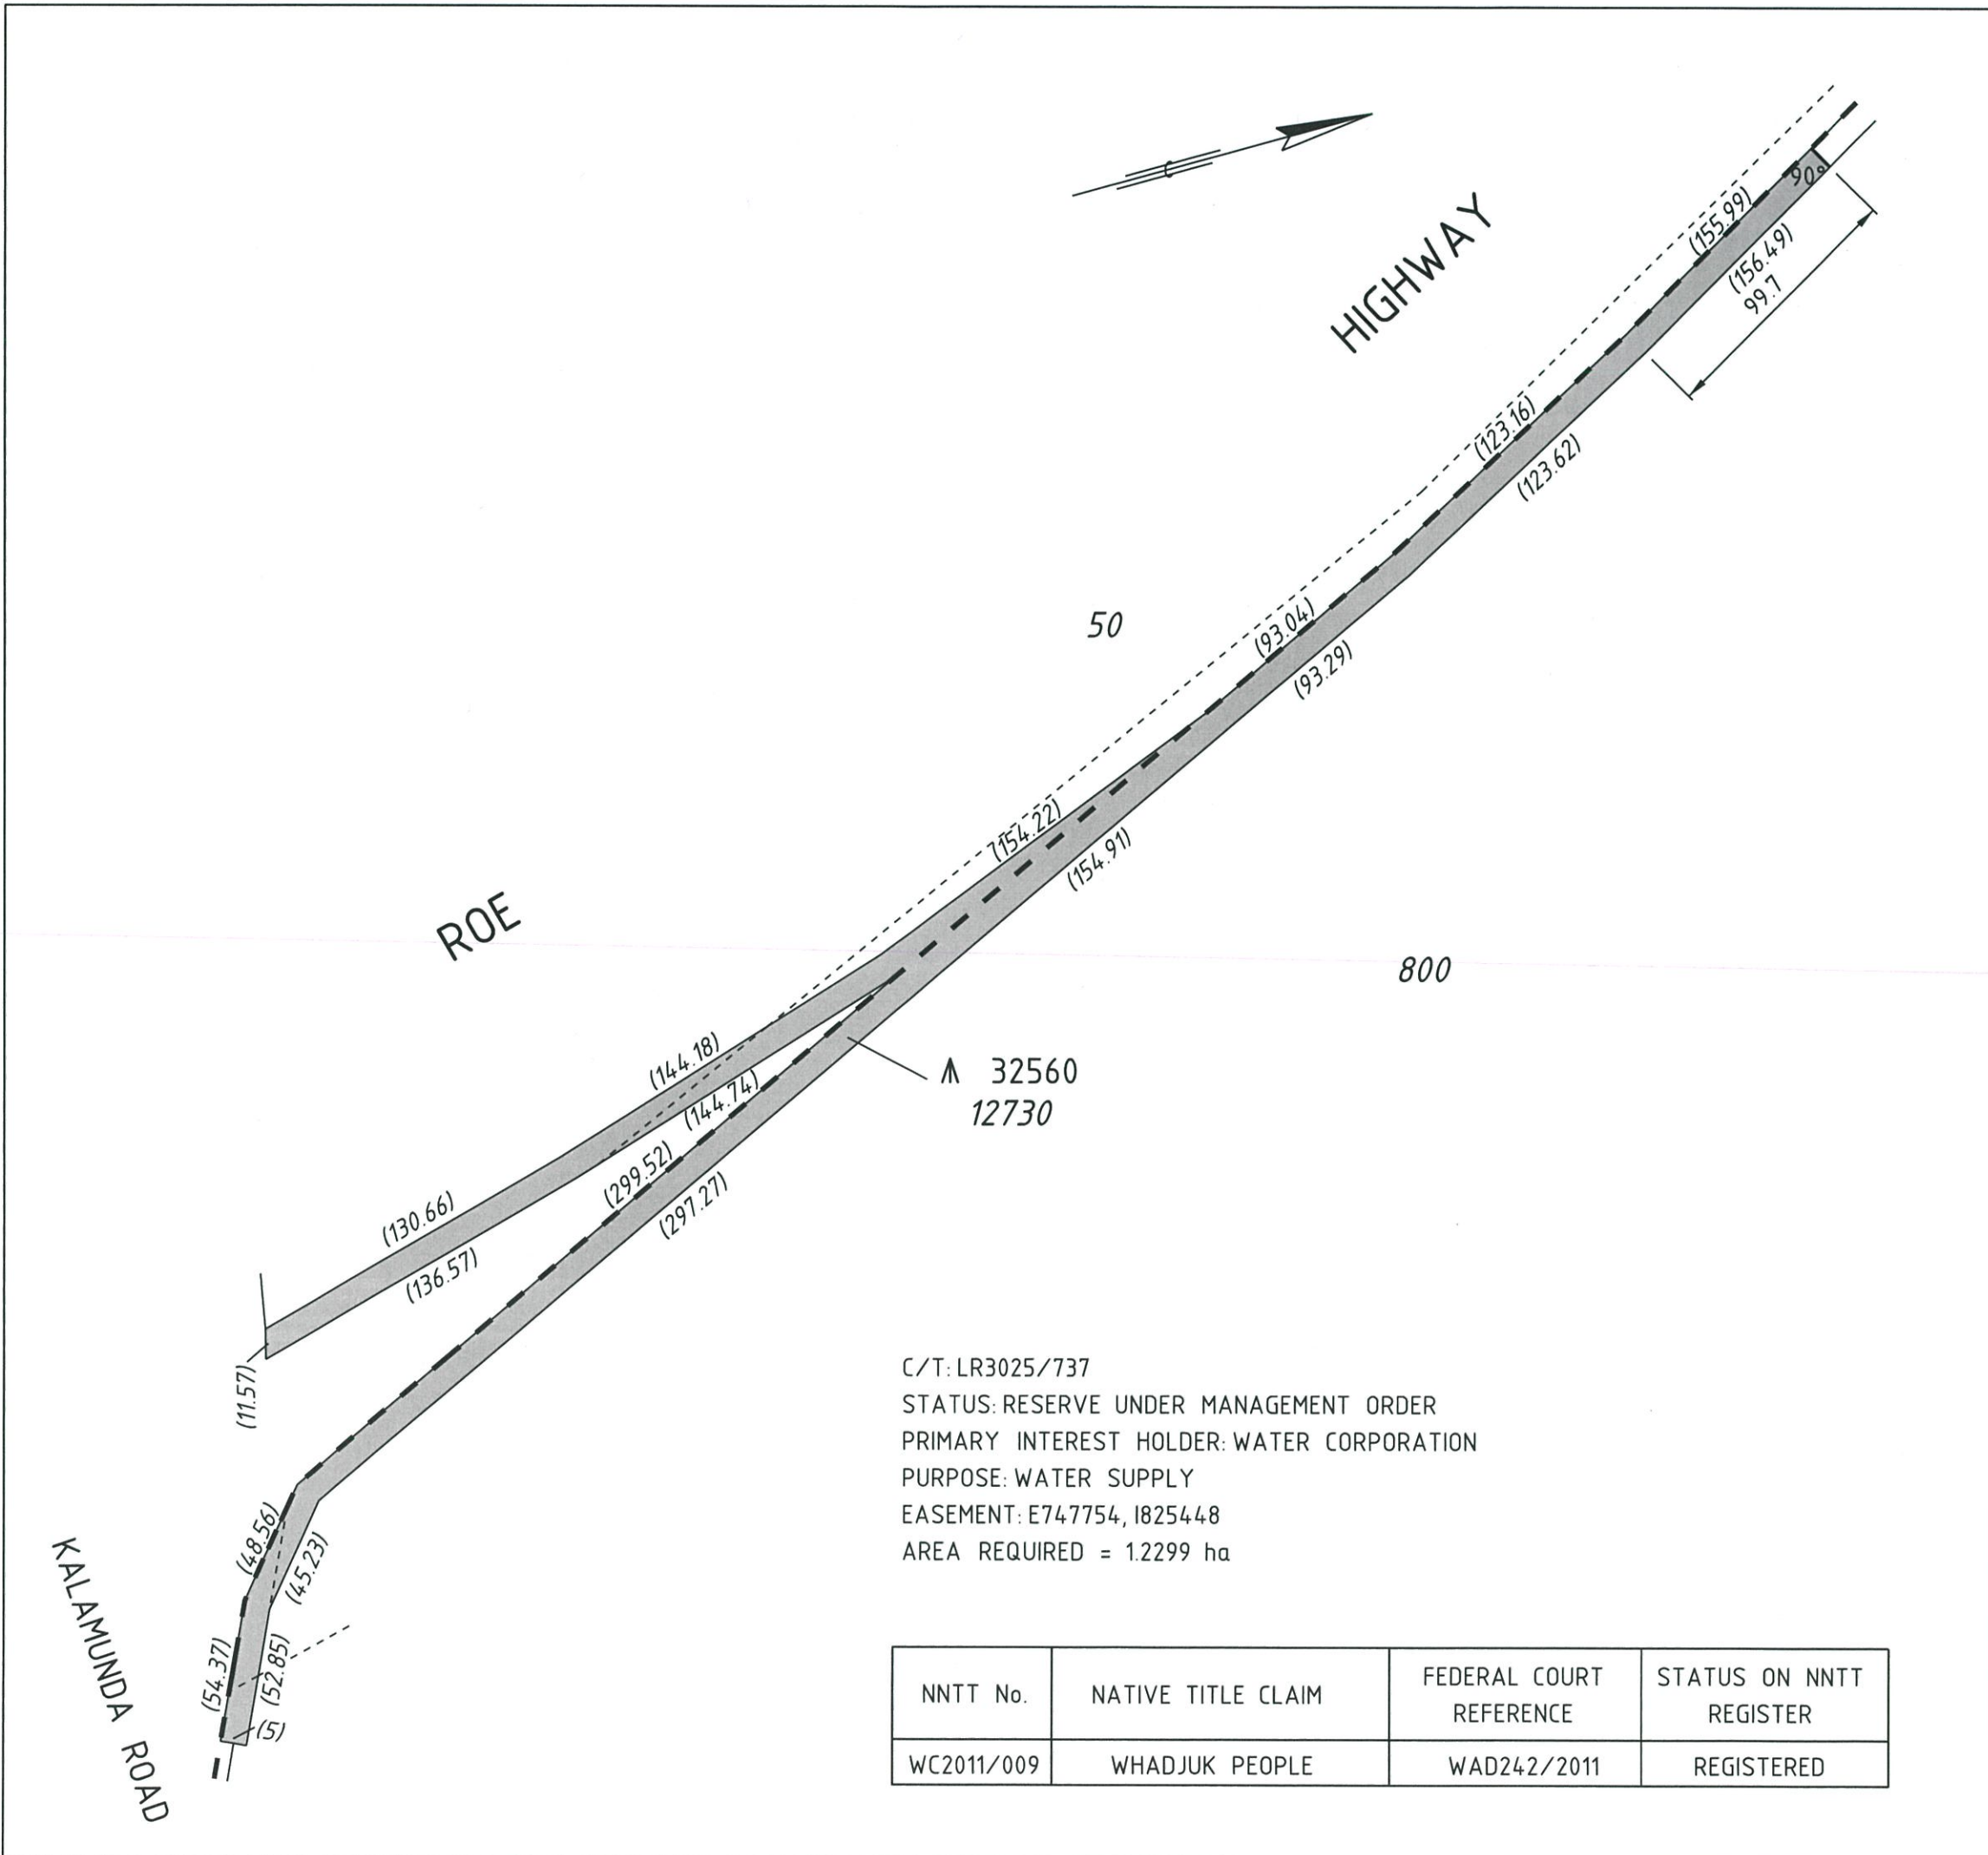 90°
(155.99)
(156.49)
99.7
HIGHWAY
(123.16)
(123.62)
50
(93.04)
(93.29)
(154.22)
(154.91)
ROE
800
(144.18)
(144.74)
32560
12730
(299.52)
(297.27)
(130.66)
(136.57)
(11.57)
C/T: LR3025/737
STATUS: RESERVE UNDER MANAGEMENT ORDER
PRIMARY INTEREST HOLDER: WATER CORPORATION
PURPOSE: WATER SUPPLY
EASEMENT: E747754, I825448
AREA REQUIRED = 1.2299 ha
(48.56)
(45.23)
KALAMUNDA ROAD
(54.37)
(52.85)
(5)
NNTT No.
NATIVE TITLE CLAIM
FEDERAL COURT
REFERENCE
STATUS ON NNTT
REGISTER
WC2011/009
WHADJUK PEOPLE
WAD242/2011
REGISTERED